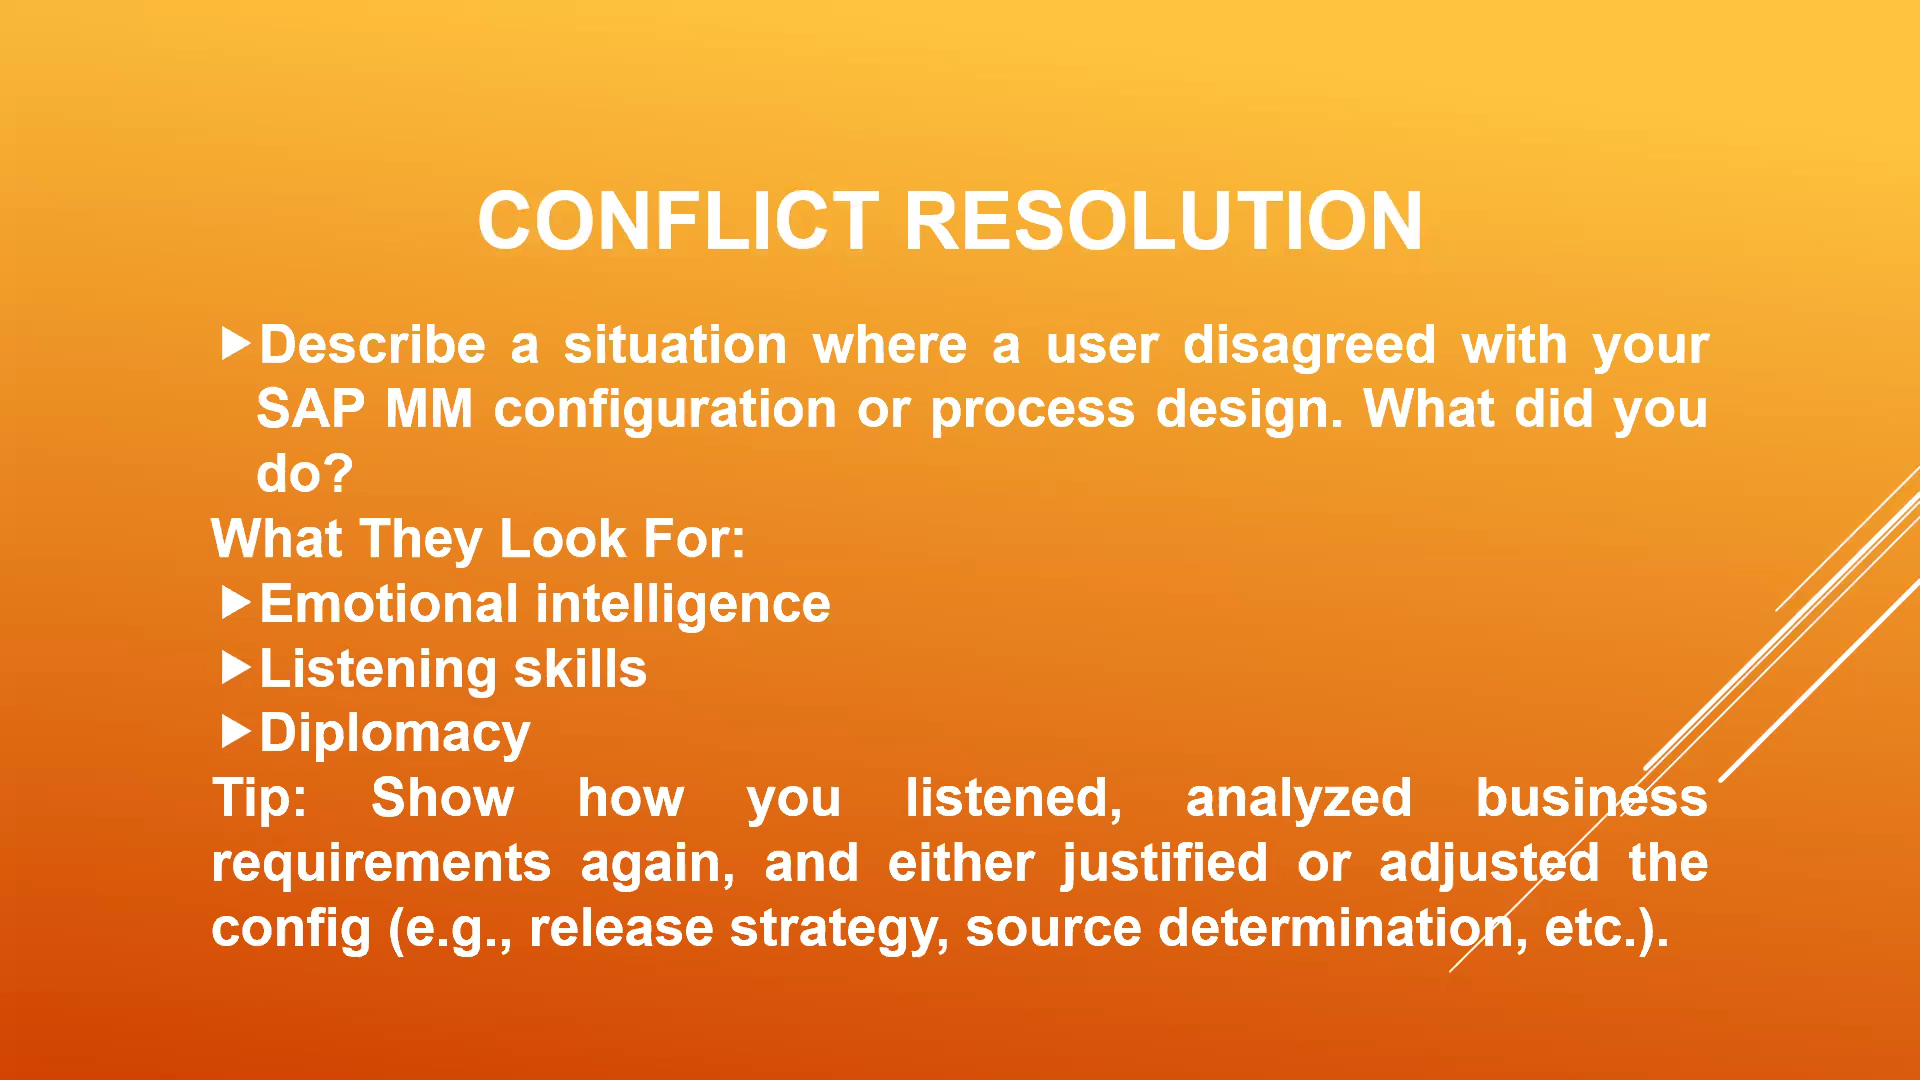 CONFLICT RESOLUTION
Describe a situation where a user disagreed with your
SAP MM configuration or process design. What did you
do?
What They Look For:
Emotional intelligence
Listening skills
Diplomacy
Tip: Show how you listened, analyzed business
requirements again, and either justified or adjusted the
config (e.g., release strategy, source determination, etc.).